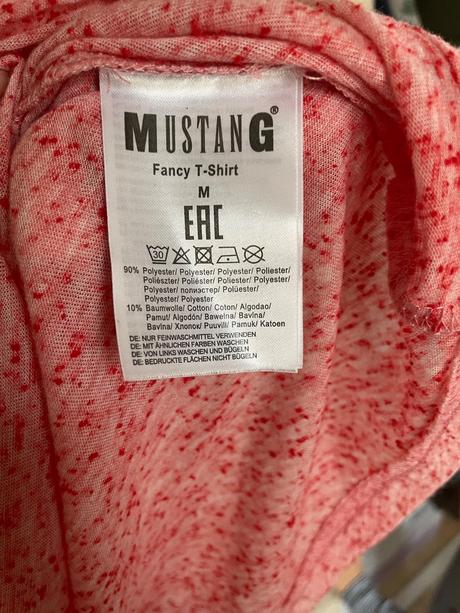 MUSTANG®
Fancy T-Shirt
M
EAC
30
90% Polyester/ Polyester/ Polyester/ Poliester/
Poliészter/ Poliéster/ Poliester/ Polyester/
Polyester/ полиэстер/ Polüester/
Polyester/ Polyester
10% Baumwolle/ Cotton/ Coton/ Algodao/
Pamut/ Algodón/ Bawełna/ Bavlna/
Bavlna/ Хлопок/ Puuvill/ Pamuk/ Katoen
DE: NUR FEINWASCHMITTEL VERWENDEN
DE: MIT ÄHNLICHEN FARBEN WASCHEN
DE: VON LINKS WASCHEN UND BÜGELN
DE: BEDRUCKTE FLÄCHEN NICHT BÜGELN